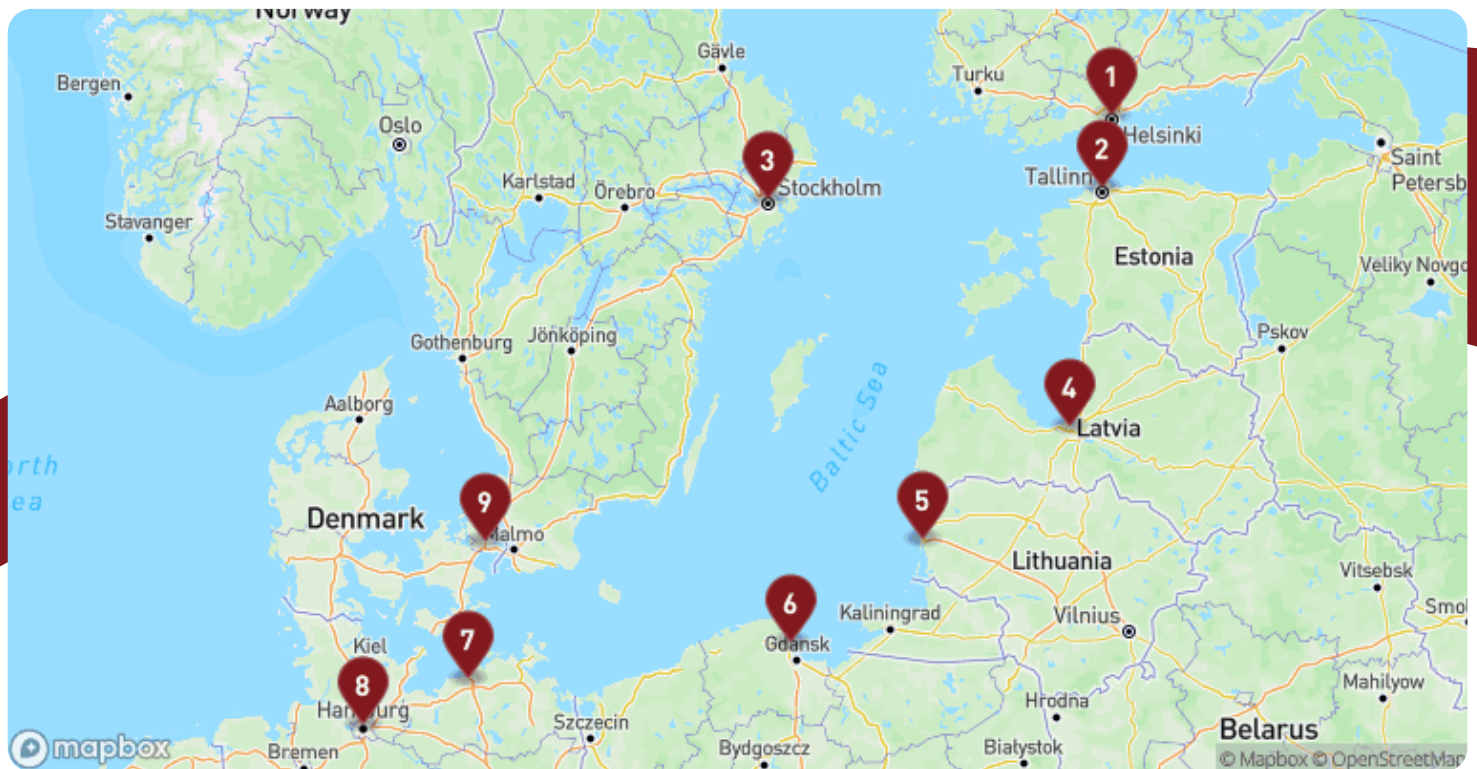 Norway
Gävle
Bergen
Turku
1
Oslo
Helsinki
2
3
Saint
Petersb
Karlstad
Örebro
Stockholm
Tallinn
Stavanger
Estonia
Veliky Novgo
Gothenburg
Jönköping
Pskov
Baltic Sea
4
Aalborg
Latvia
orth
ea
9
5
Denmark
Malmo
Lithuania
Vitsebsk
6
Kaliningrad
Vilnius
Smol
7
Kiel
Gdansk
8
Hamburg
Szczecin
Hrodna
Mahilyow
Bremen
Bydgoszcz
Białystok
Belarus
mapbox
© Mapbox © OpenStreetMap